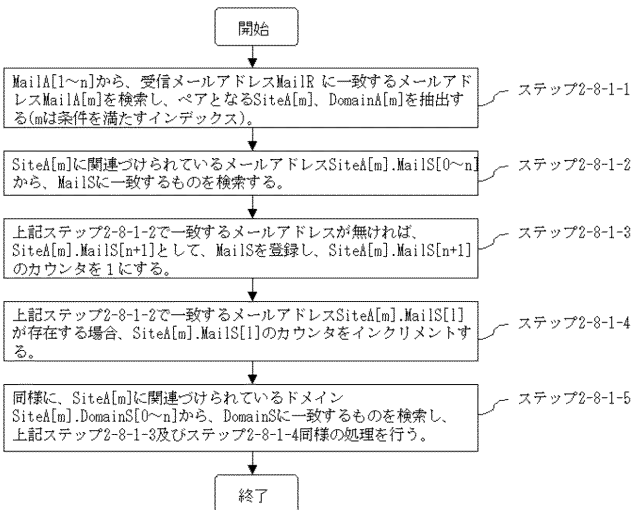 開始
MailA[1～n]から、受信メールアドレスMailR に一致するメールアド
レスMailA[m]を検索し、ペアとなるSiteA[m]、DomainA[m]を抽出す
る(mは条件を満たすインデックス)。
ステップ2-8-1-1
SiteA[m]に関連づけられているメールアドレスSiteA[m].MailS[0～n]
から、MailSに一致するものを検索する。
ステップ2-8-1-2
上記ステップ2-8-1-2で一致するメールアドレスが無ければ、
SiteA[m].MailS[n+1]として、MailSを登録し、SiteA[m].MailS[n+1]
のカウンタを１にする。
ステップ2-8-1-3
上記ステップ2-8-1-2で一致するメールアドレスSiteA[m].MailS[l]
が存在する場合、SiteA[m].MailS[l]のカウンタをインクリメントす
る。
ステップ2-8-1-4
同様に、SiteA[m]に関連づけられているドメイン
SiteA[m].DomainS[0～n]から、DomainSに一致するものを検索し、
上記ステップ2-8-1-3及びステップ2-8-1-4同様の処理を行う。
ステップ2-8-1-5
終了